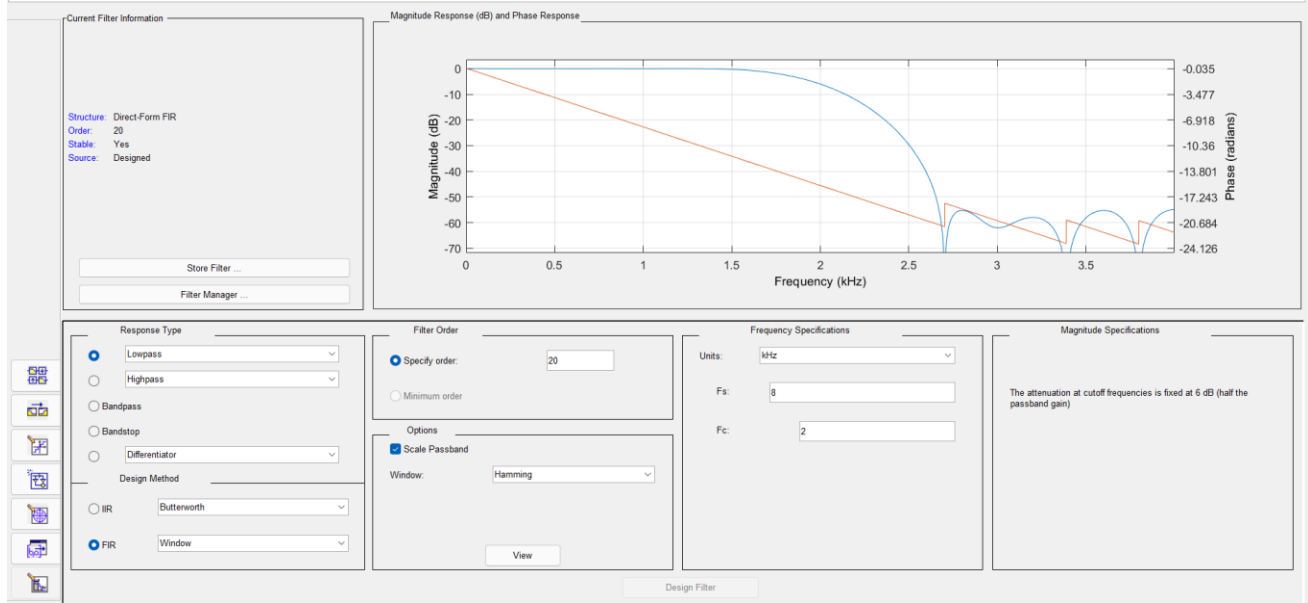 Current Filter Information
Structure: Direct-Form FIR
Order: 20
Stable: Yes
Source: Designed
Store Filter ...
Filter Manager ...
Magnitude Response (dB) and Phase Response
Magnitude (dB)
0
-10
-20
-30
-40
-50
-60
-70
0 0.5 1 1.5 2 2.5 3 3.5
Frequency (kHz)
-0.035
-3.477
-6.918
-10.36
-13.801
-17.243
-20.684
-24.126
Phase (radians)
Response Type
Lowpass
Highpass
Bandpass
Bandstop
Differentiator
Design Method
IIR Butterworth
FIR Window
Filter Order
Specify order: 20
Minimum order
Options
Scale Passband
Window: Hamming
View
Frequency Specifications
Units: kHz
Fs: 8
Fc: 2
Magnitude Specifications
The attenuation at cutoff frequencies is fixed at 6 dB (half the
passband gain)
Design Filter